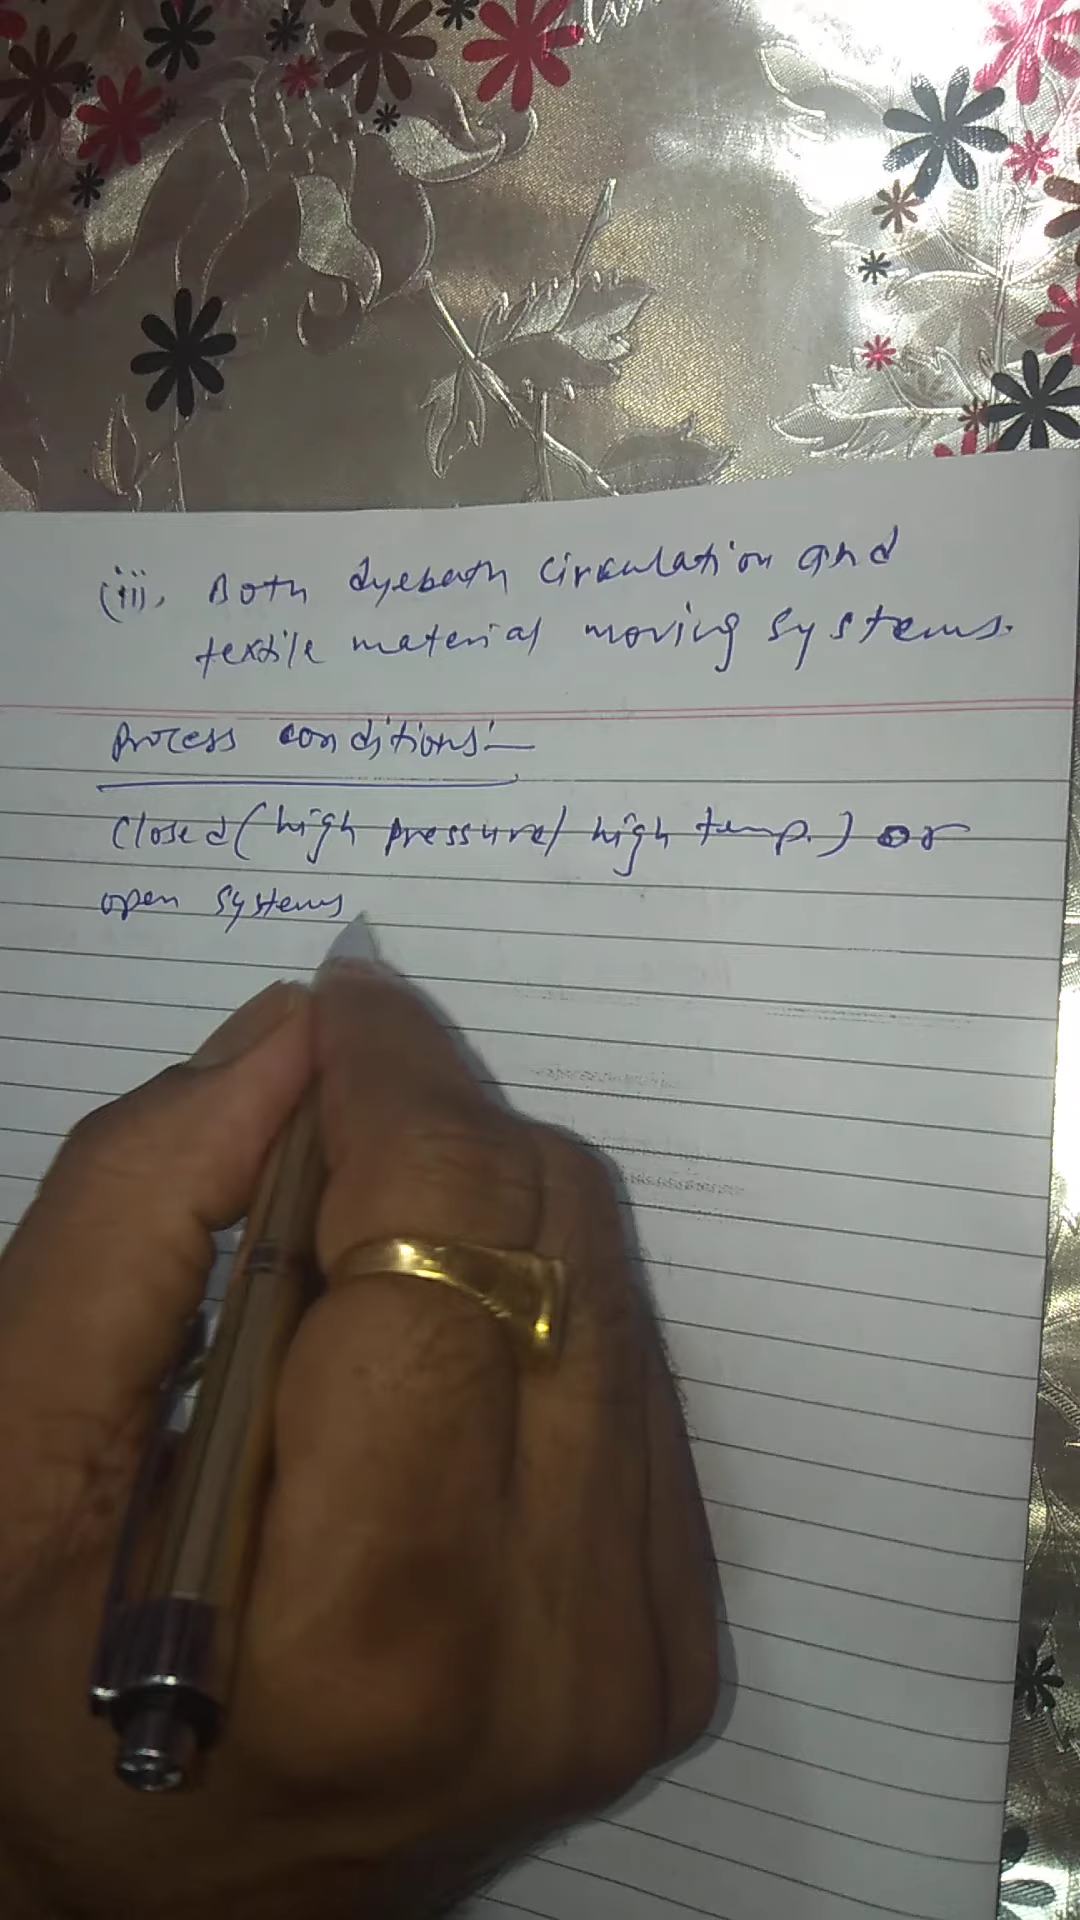 (iii), Both dyebath circulation and
textile material moving systems.
Process conditions:-
Closed (high pressure/ high temp.) or
open systems